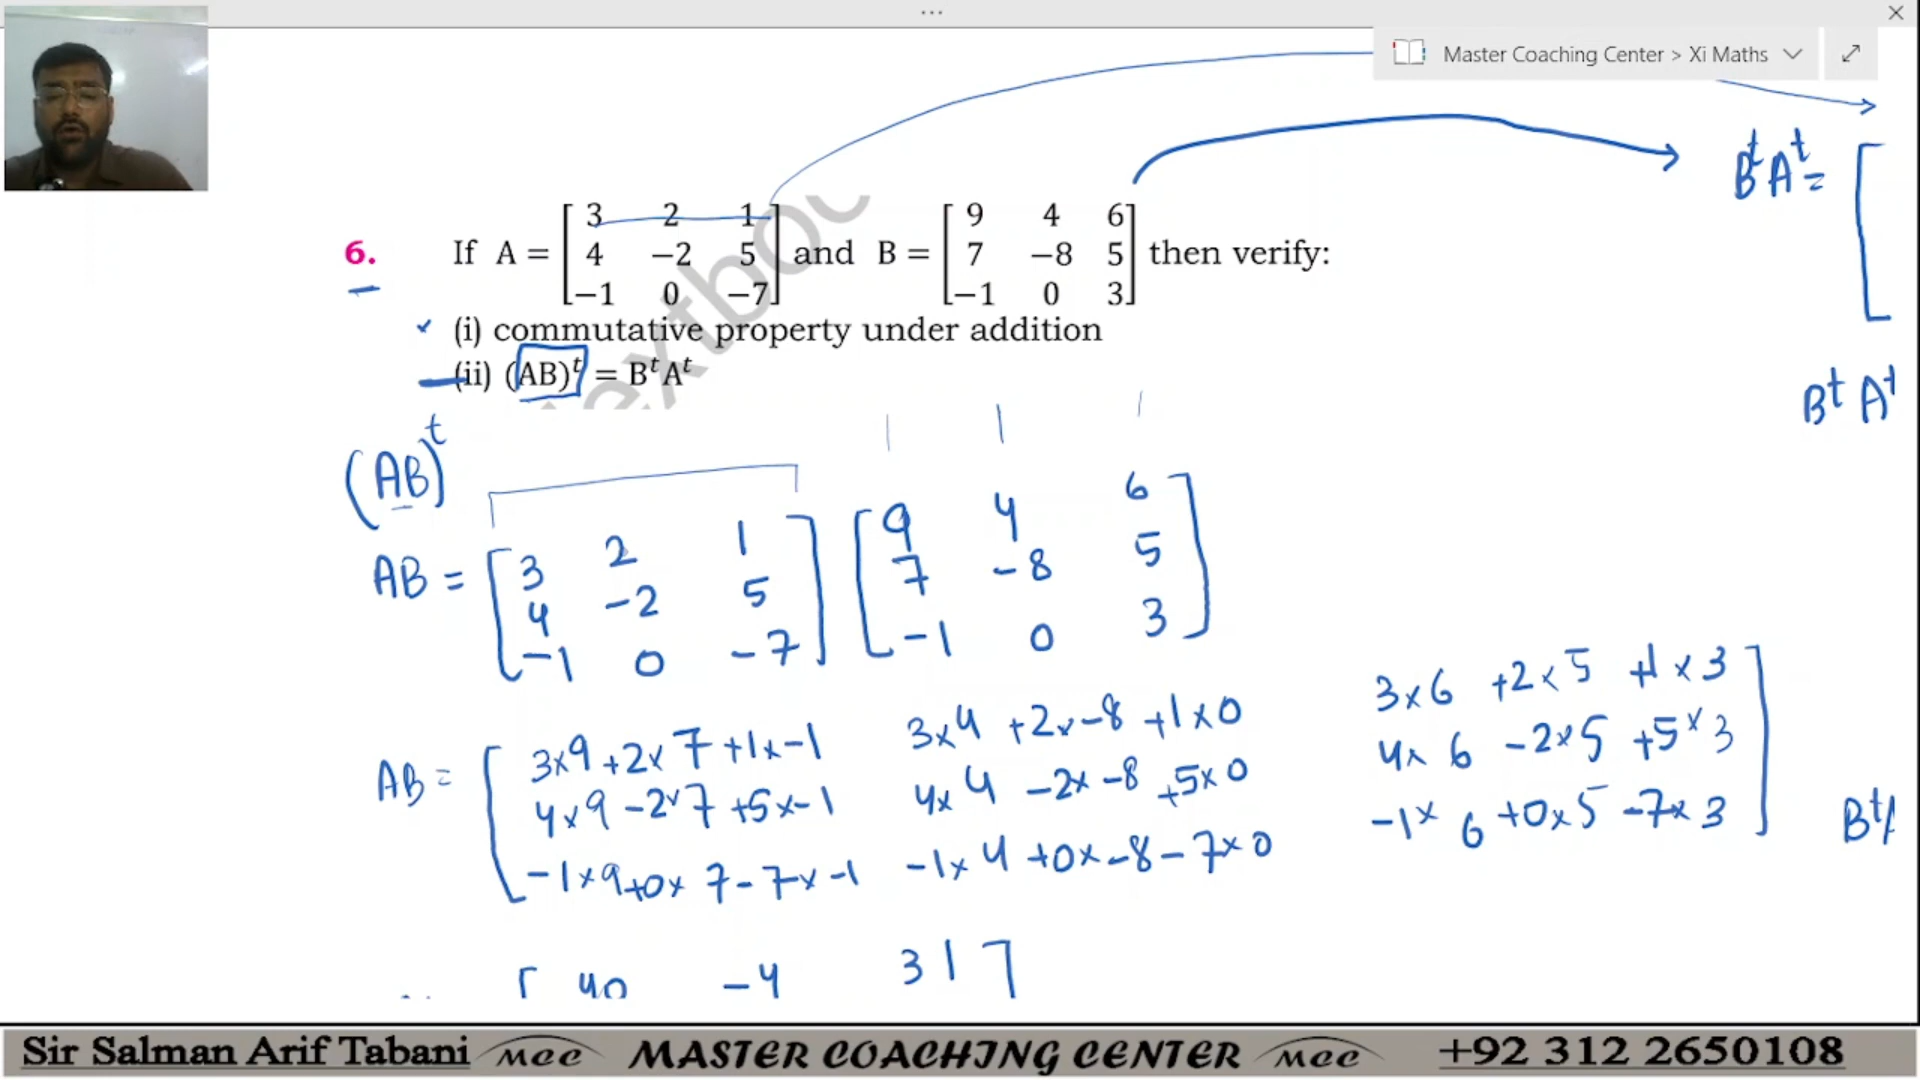 Master Coaching Center > Xi Maths
BᵗAᵗ = [
6. If A = [ 3 2 1 ] and B = [ 9 4 6 ] then verify:
[ 4 −2 5 ] [ 7 −8 5 ]
[ −1 0 −7 ] [ −1 0 3 ]
(i) commutative property under addition
(ii) (AB)ᵗ = BᵗAᵗ
Bᵗ Aᵗ
(AB)ᵗ
AB = [ 3 2 1 ] [ 9 4 6 ]
[ 4 -2 5 ] [ 7 -8 5 ]
[ -1 0 -7 ] [ -1 0 3 ]
AB = [ 3×9 +2×7 +1×-1 3×4 +2×-8 +1×0 3×6 +2×5 +1×3 ]
[ 4×9 -2×7 +5×-1 4×4 -2×-8 +5×0 4×6 -2×5 +5×3 ]
[ -1×9+0×7-7×-1 -1×4+0×-8-7×0 -1×6+0×5-7×3 ]
Bᵗ
[ 40 -4 31 ]
Sir Salman Arif Tabani MCC MASTER COACHING CENTER MCC +92 312 2650108